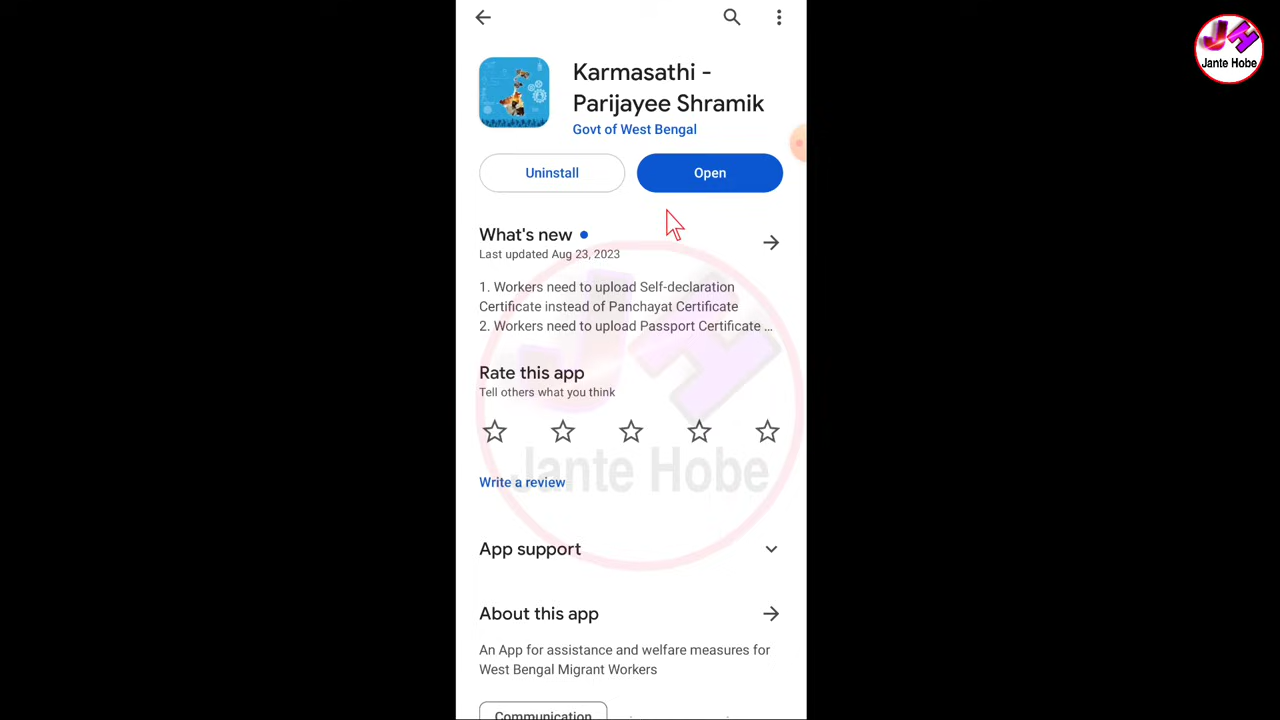 JH
Jante Hobe
Karmasathi -
Parijayee Shramik
Govt of West Bengal
Uninstall
Open
What's new
Last updated Aug 23, 2023
1. Workers need to upload Self-declaration
Certificate instead of Panchayat Certificate
2. Workers need to upload Passport Certificate ...
Rate this app
Tell others what you think
JH
Jante Hobe
Write a review
App support
About this app
An App for assistance and welfare measures for
West Bengal Migrant Workers
Communication